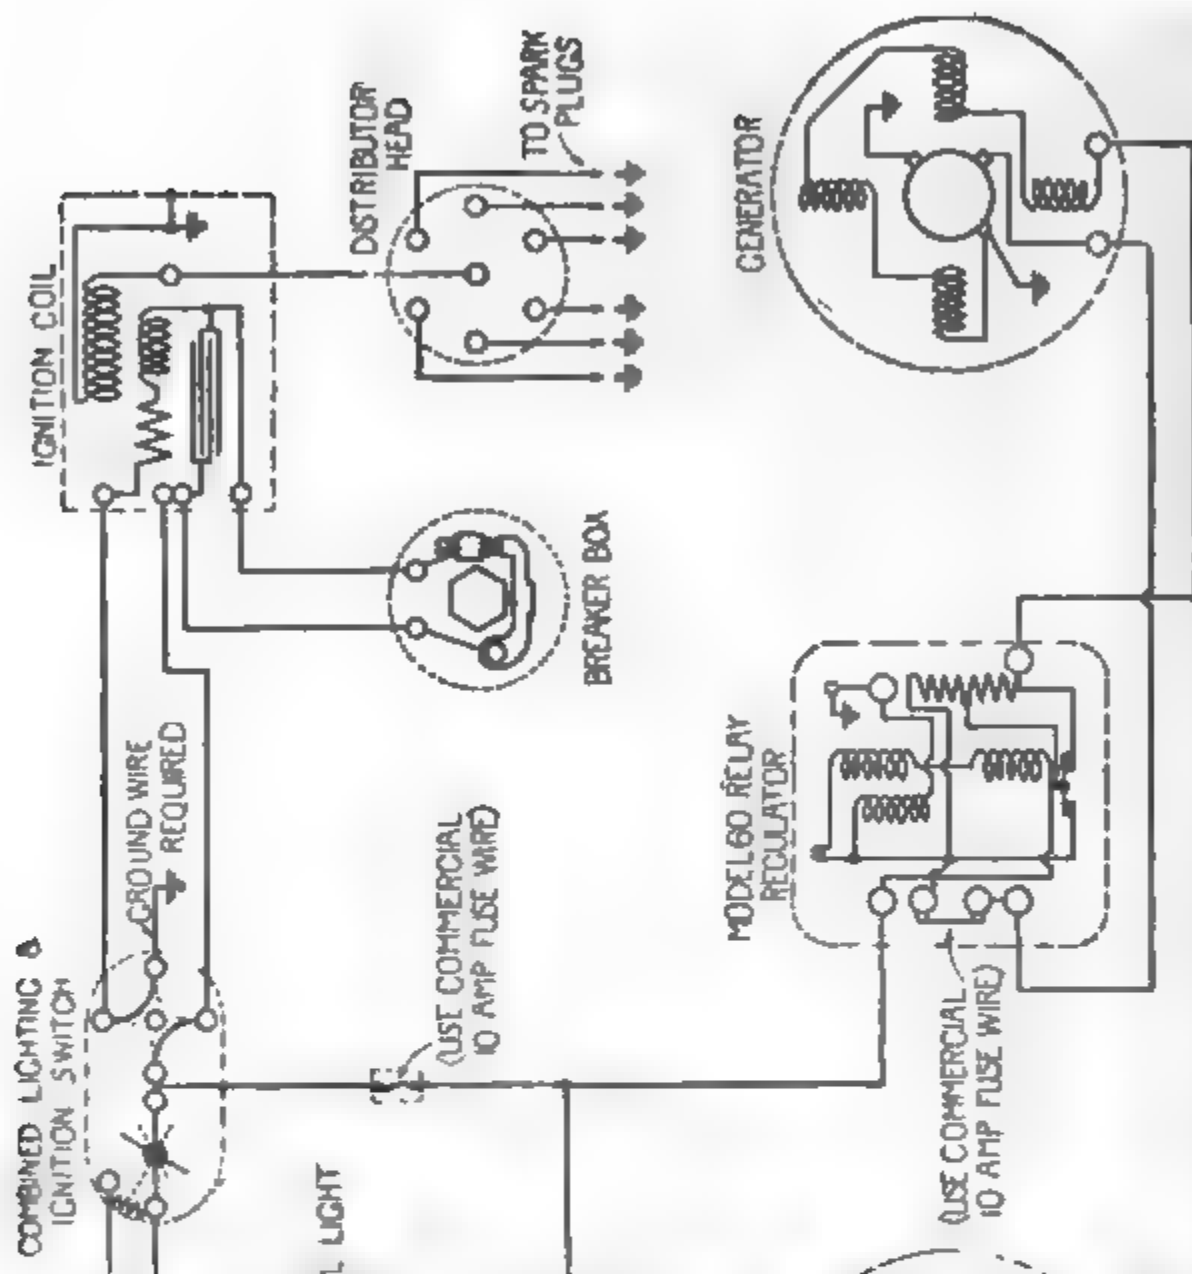 IGNITION COIL
DISTRIBUTOR
HEAD
TO SPARK
PLUGS
GENERATOR
BREAKER BOX
GROUND WIRE
REQUIRED
MODEL 60 RELAY
REGULATOR
(USE COMMERCIAL
10 AMP FUSE WIRE)
COMBINED LIGHTING &
IGNITION SWITCH
(USE COMMERCIAL
10 AMP FUSE WIRE)
L LIGHT